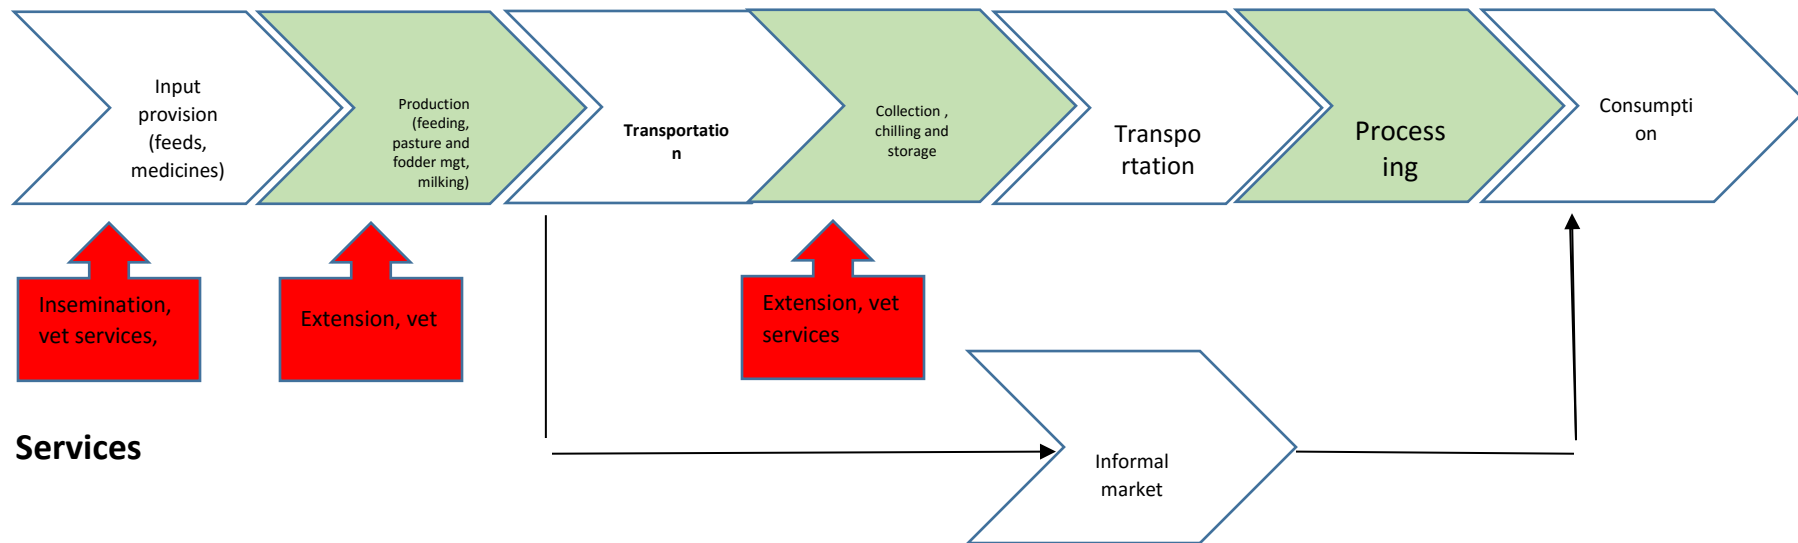 Input
provision
(feeds,
medicines)
Production
(feeding,
pasture and
fodder mgt,
milking)
Transportatio
n
Collection ,
chilling and
storage
Transpo
rtation
Process
ing
Consumpti
on
Insemination,
vet services,
Extension, vet
Extension, vet
services
Services
Informal
market